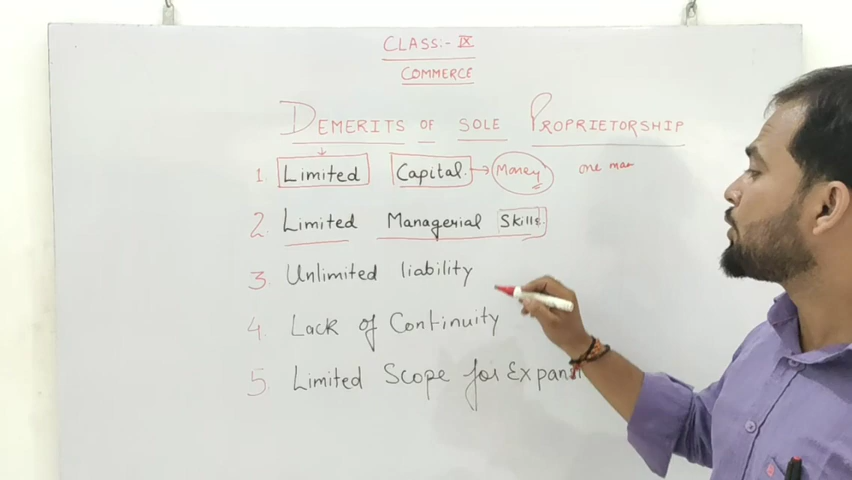 CLASS:- IX
COMMERCE
DEMERITS OF SOLE PROPRIETORSHIP
1. Limited Capital. → Money one man
2. Limited Managerial Skills.
3. Unlimited liability
4. Lack of Continuity
5. Limited Scope for